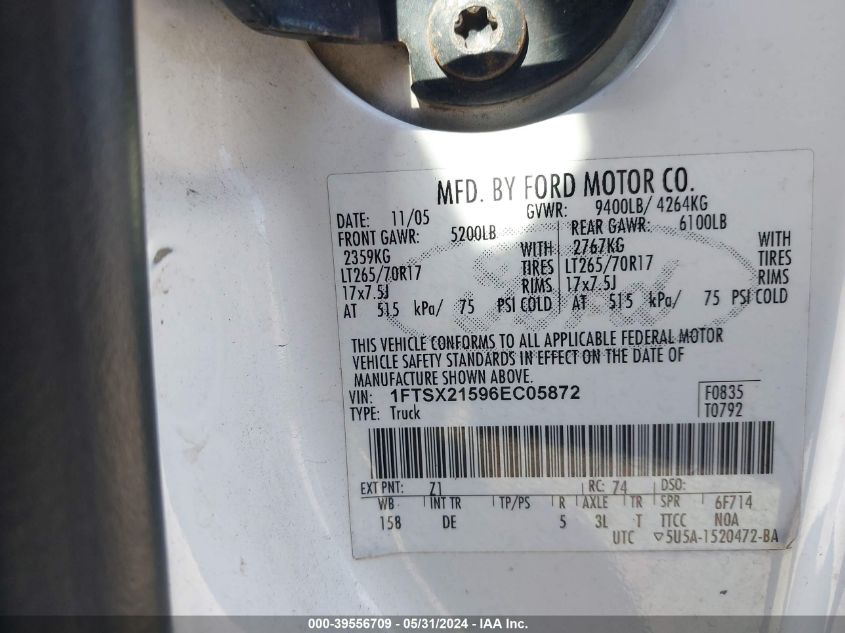 MFD. BY FORD MOTOR CO.
DATE: 11/05 GVWR: 9400LB/ 4264KG
FRONT GAWR: 5200LB REAR GAWR: 6100LB
2359KG WITH 2767KG WITH
LT265/70R17 TIRES LT265/70R17 TIRES
17x7.5J RIMS 17x7.5J RIMS
AT 515 kPa/ 75 PSI COLD AT 515 kPa/ 75 PSI COLD
THIS VEHICLE CONFORMS TO ALL APPLICABLE FEDERAL MOTOR
VEHICLE SAFETY STANDARDS IN EFFECT ON THE DATE OF
MANUFACTURE SHOWN ABOVE.
VIN: 1FTSX21596EC05872 F0835
TYPE: Truck T0792
EXT PNT: Z1 RC: 74 DSO:
WB INT TR TP/PS R AXLE TR SPR 6F714
158 DE 5 3L T TTCC NOA
UTC ▽5U5A-1520472-BA
000-39556709 - 05/31/2024 - IAA Inc.